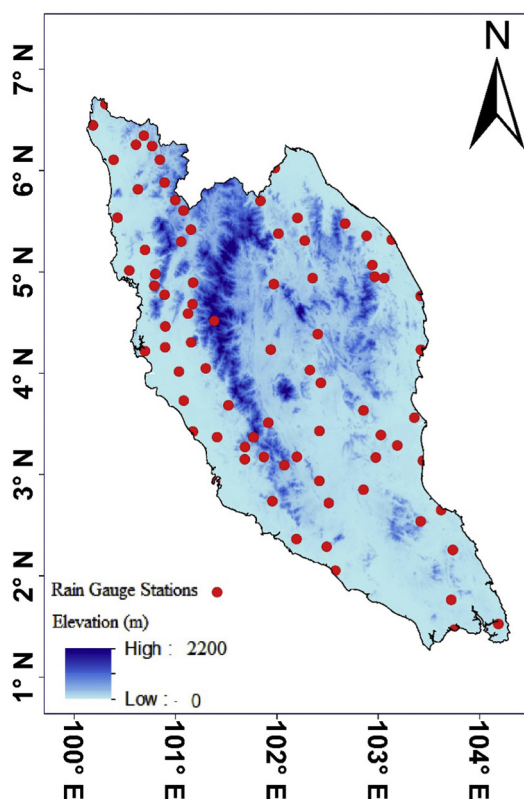 N
7° N
6° N
5° N
4° N
3° N
2° N
1° N
Rain Gauge Stations
Elevation (m)
High : 2200
Low : - 0
100° E
101° E
102° E
103° E
104° E